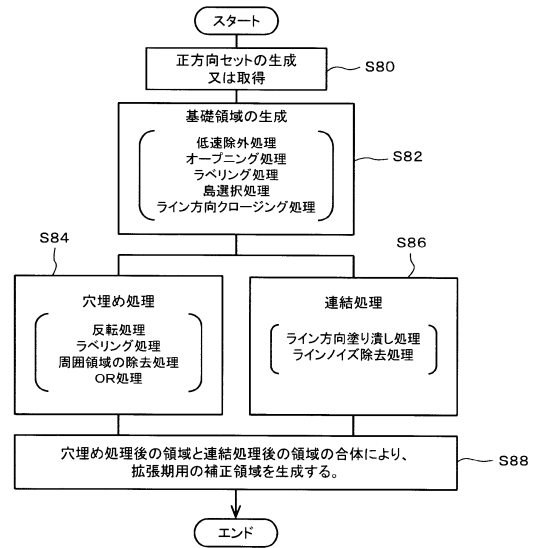 スタート
正方向セットの生成
又は取得
S80
基礎領域の生成
低速除外処理
オープニング処理
ラベリング処理
島選択処理
ライン方向クロージング処理
S82
S84
穴埋め処理
反転処理
ラベリング処理
周囲領域の除去処理
OR処理
S86
連結処理
ライン方向塗り潰し処理
ラインノイズ除去処理
穴埋め処理後の領域と連結処理後の領域の合体により、
拡張期用の補正領域を生成する。
S88
エンド